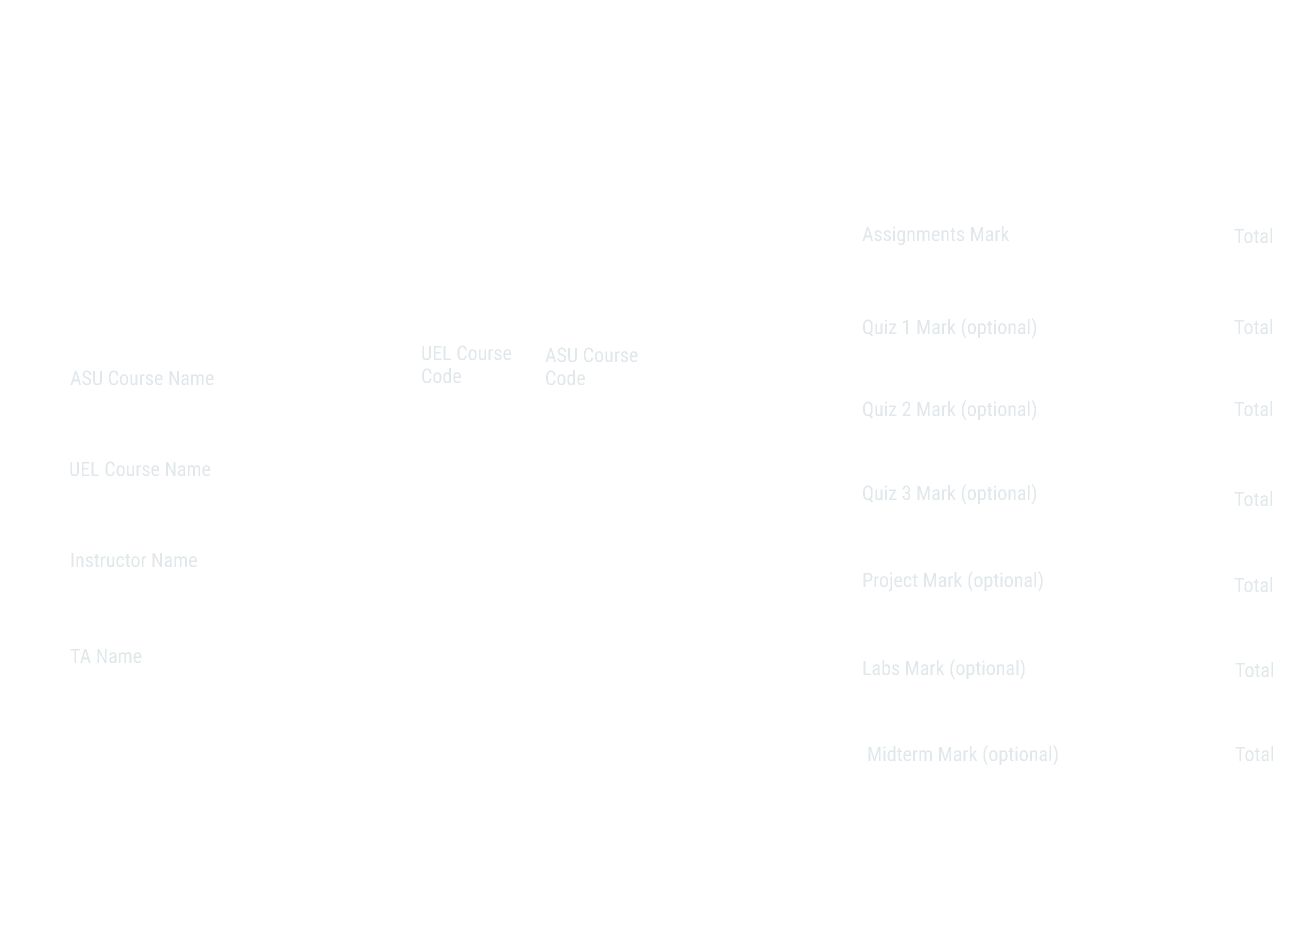 ASU Course Name
UEL Course
Code
ASU Course
Code
UEL Course Name
Instructor Name
TA Name
Assignments Mark
Total
Quiz 1 Mark (optional)
Total
Quiz 2 Mark (optional)
Total
Quiz 3 Mark (optional)
Total
Project Mark (optional)
Total
Labs Mark (optional)
Total
Midterm Mark (optional)
Total